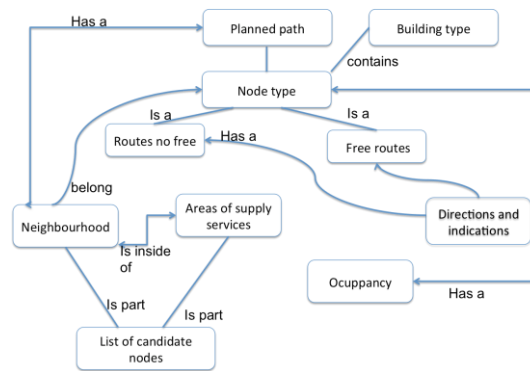 Has a
Planned path
Building type
contains
Node type
Is a
Is a
Routes no free
Has a
Free routes
belong
Neighbourhood
Areas of supply
services
Directions and
indications
Is inside
of
Ocuppancy
Has a
Is part
Is part
List of candidate
nodes